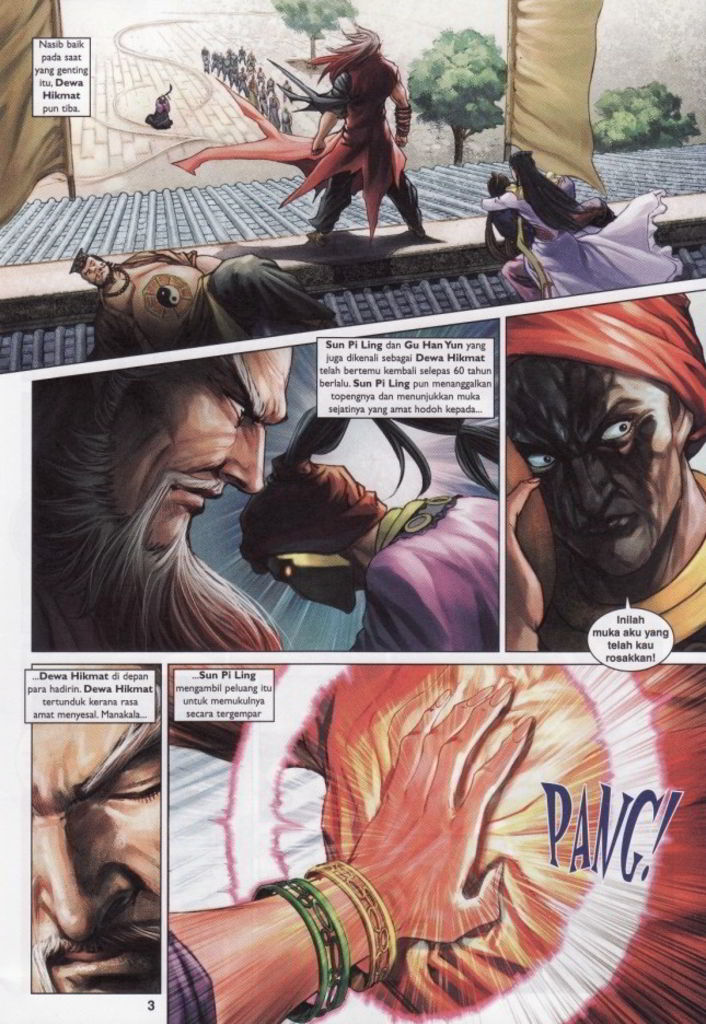 Nasib baik
pada saat
yang genting
itu, Dewa
Hikmat
pun tiba.
Sun Pi Ling dan Gu Han Yun yang
juga dikenali sebagai Dewa Hikmat
telah bertemu kembali selepas 60 tahun
berlalu. Sun Pi Ling pun menanggalkan
topengnya dan menunjukkan muka
sejatinya yang amat hodoh kepada...
Inilah
muka aku yang
telah kau
rosakkan!
...Dewa Hikmat di depan
para hadirin. Dewa Hikmat
tertunduk kerana rasa
amat menyesal. Manakala...
...Sun Pi Ling
mengambil peluang itu
untuk memukulnya
secara tergempar
PANG!
3